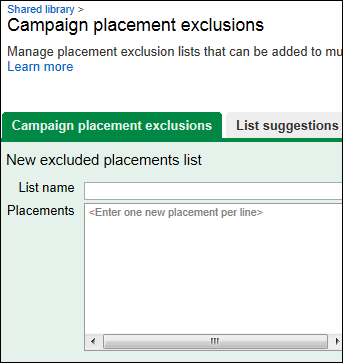 Shared library >
Campaign placement exclusions
Manage placement exclusion lists that can be added to mu
Learn more
Campaign placement exclusions
List suggestions
New excluded placements list
List name
Placements
<Enter one new placement per line>